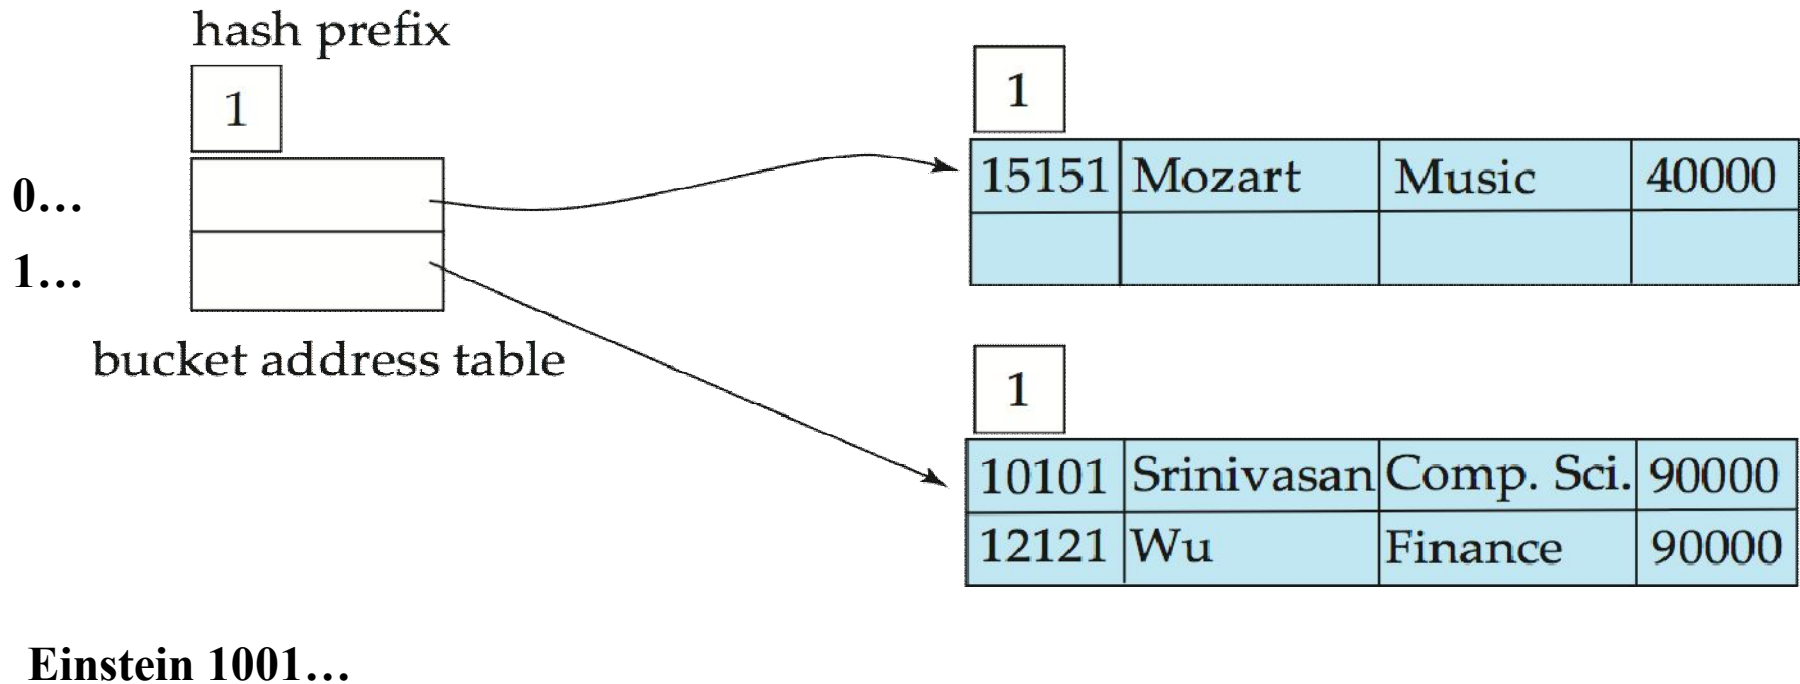 hash prefix
1
0…
1…
bucket address table
1
15151 Mozart Music 40000
1
10101 Srinivasan Comp. Sci. 90000
12121 Wu Finance 90000
Einstein 1001…